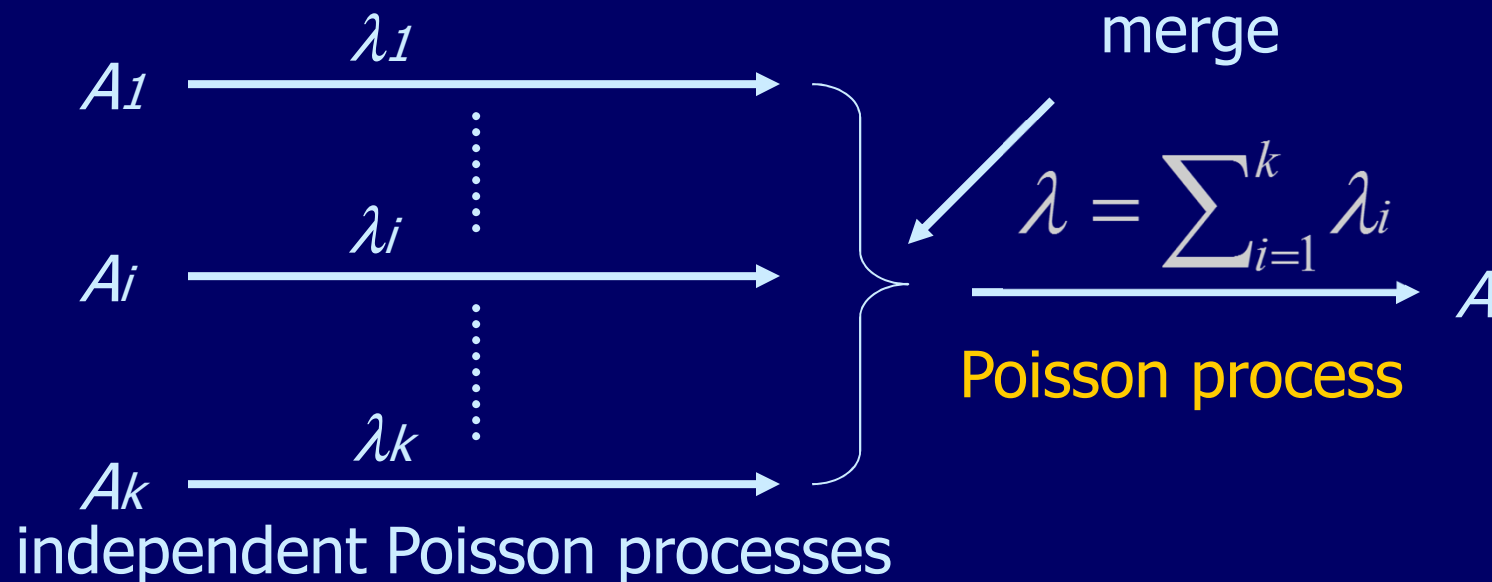 λ1
merge
A1
λi
λ = ∑_{i=1}^{k} λi
Ai
A
Poisson process
λk
Ak
independent Poisson processes